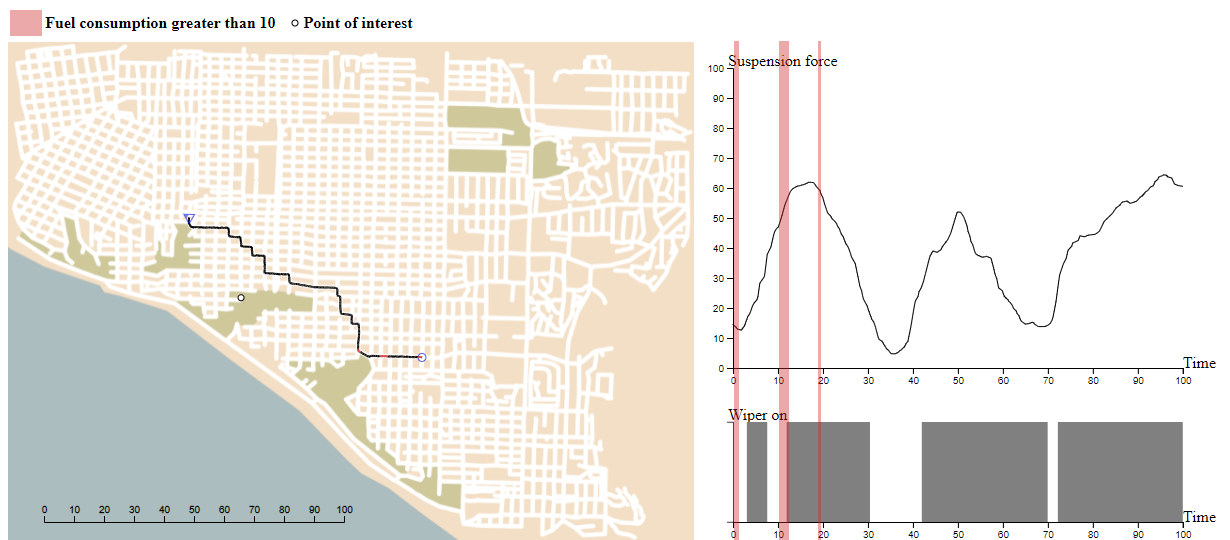 Fuel consumption greater than 10 Point of interest
Suspension force
100
90
80
70
60
50
40
30
20
10
0
0 10 20 30 40 50 60 70 80 90 100
Time
Wiper on
0 10 20 30 40 50 60 70 80 90 100
Time
0 10 20 30 40 50 60 70 80 90 100